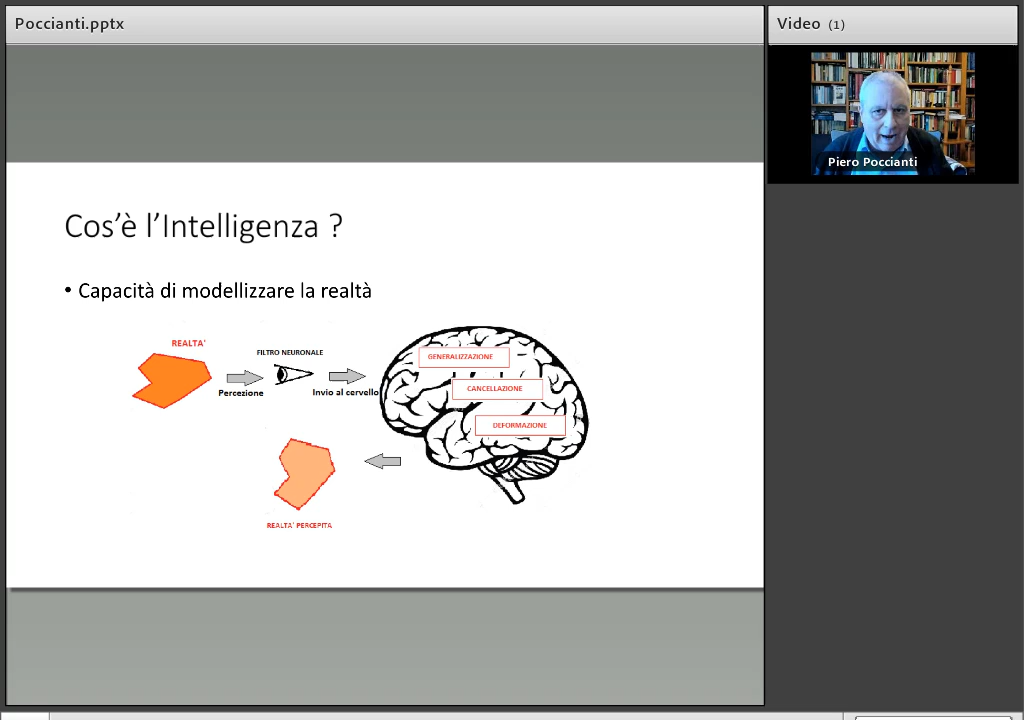 Poccianti.pptx
Video (1)
Piero Poccianti
Cos’è l’Intelligenza ?
• Capacità di modellizzare la realtà
REALTA'
FILTRO NEURONALE
Percezione
Invio al cervello
GENERALIZZAZIONE
CANCELLAZIONE
DEFORMAZIONE
REALTA' PERCEPITA